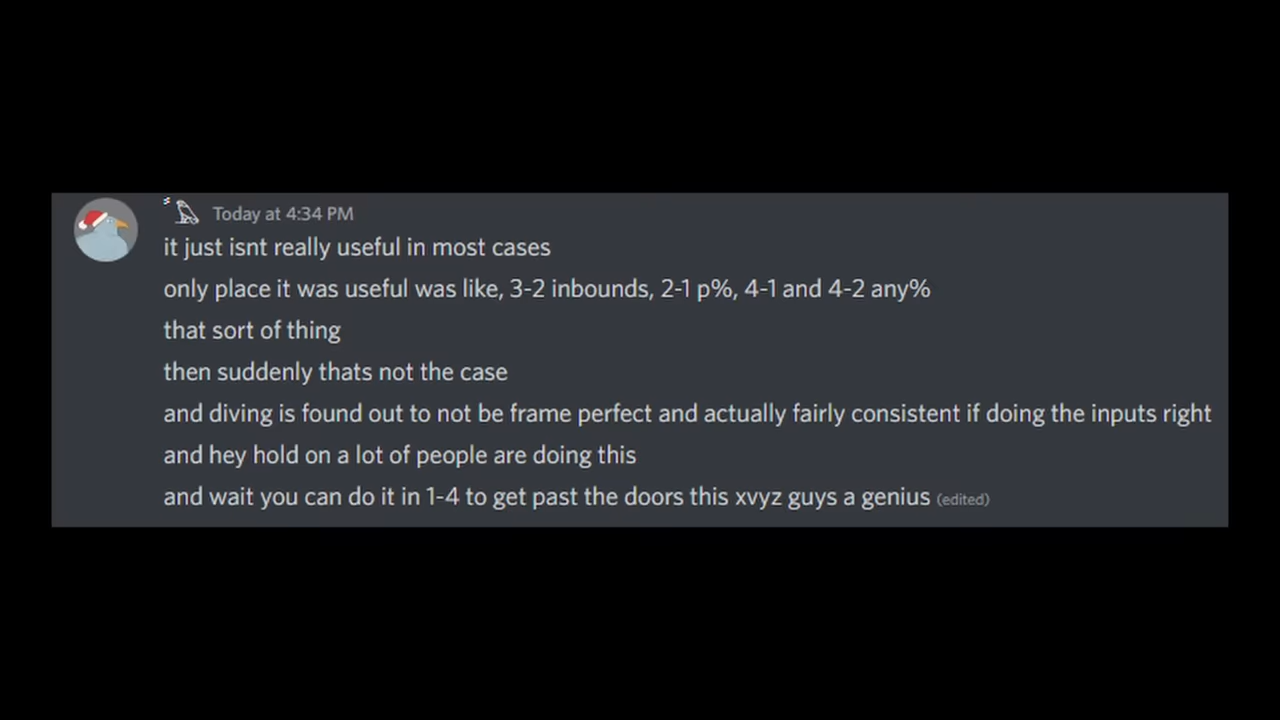 Today at 4:34 PM
it just isnt really useful in most cases
only place it was useful was like, 3-2 inbounds, 2-1 p%, 4-1 and 4-2 any%
that sort of thing
then suddenly thats not the case
and diving is found out to not be frame perfect and actually fairly consistent if doing the inputs right
and hey hold on a lot of people are doing this
and wait you can do it in 1-4 to get past the doors this xvyz guys a genius (edited)